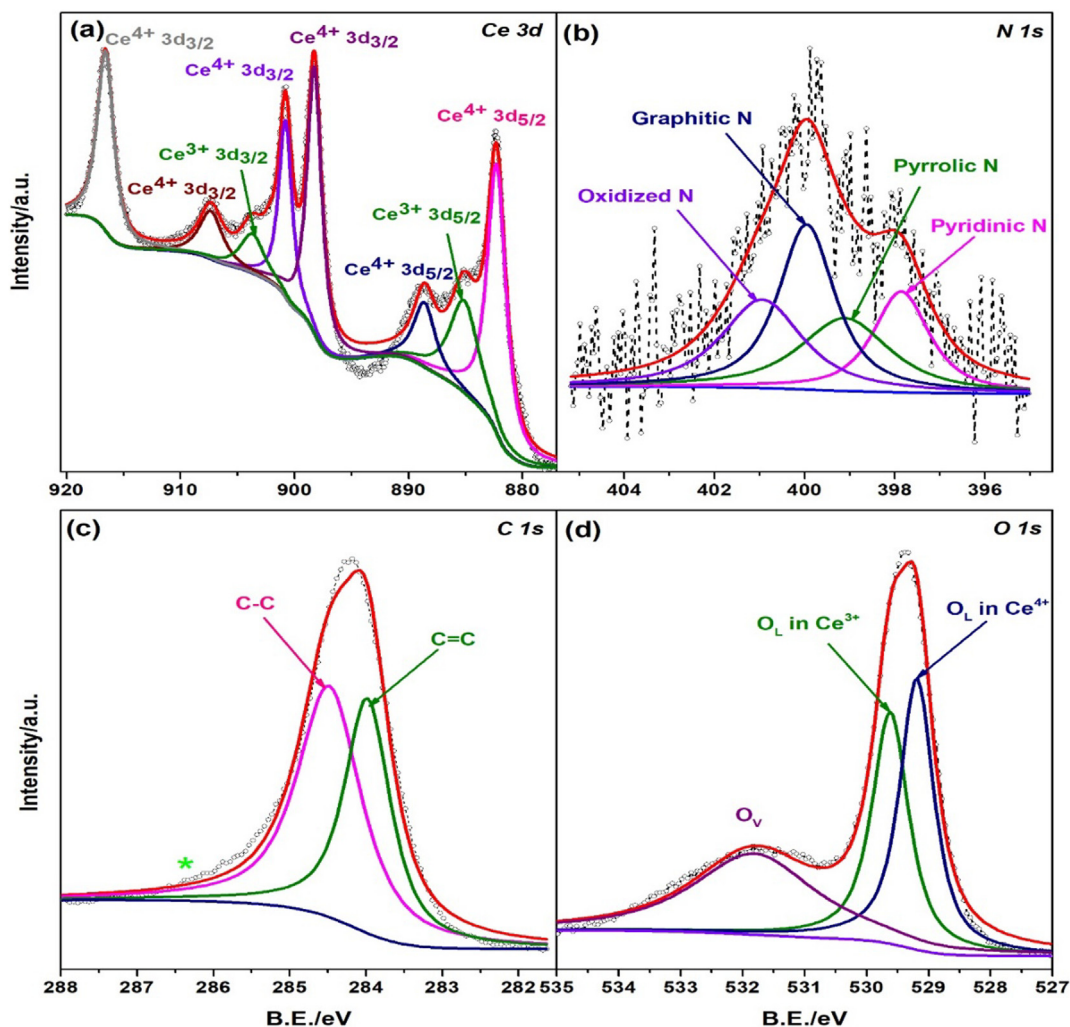 (a)
Ce 3d
Ce⁴⁺ 3d₃/₂
Ce⁴⁺ 3d₃/₂
Ce⁴⁺ 3d₃/₂
Ce³⁺ 3d₃/₂
Ce⁴⁺ 3d₃/₂
Ce⁴⁺ 3d₅/₂
Ce³⁺ 3d₅/₂
Ce⁴⁺ 3d₅/₂
Intensity/a.u.
920 910 900 890 880
(b)
N 1s
Graphitic N
Pyrrolic N
Oxidized N
Pyridinic N
404 402 400 398 396
(c)
C 1s
C-C
C=C
*
Intensity/a.u.
288 287 286 285 284 283 282
B.E./eV
(d)
O 1s
O_L in Ce³⁺
O_L in Ce⁴⁺
O_V
535 534 533 532 531 530 529 528 527
B.E./eV